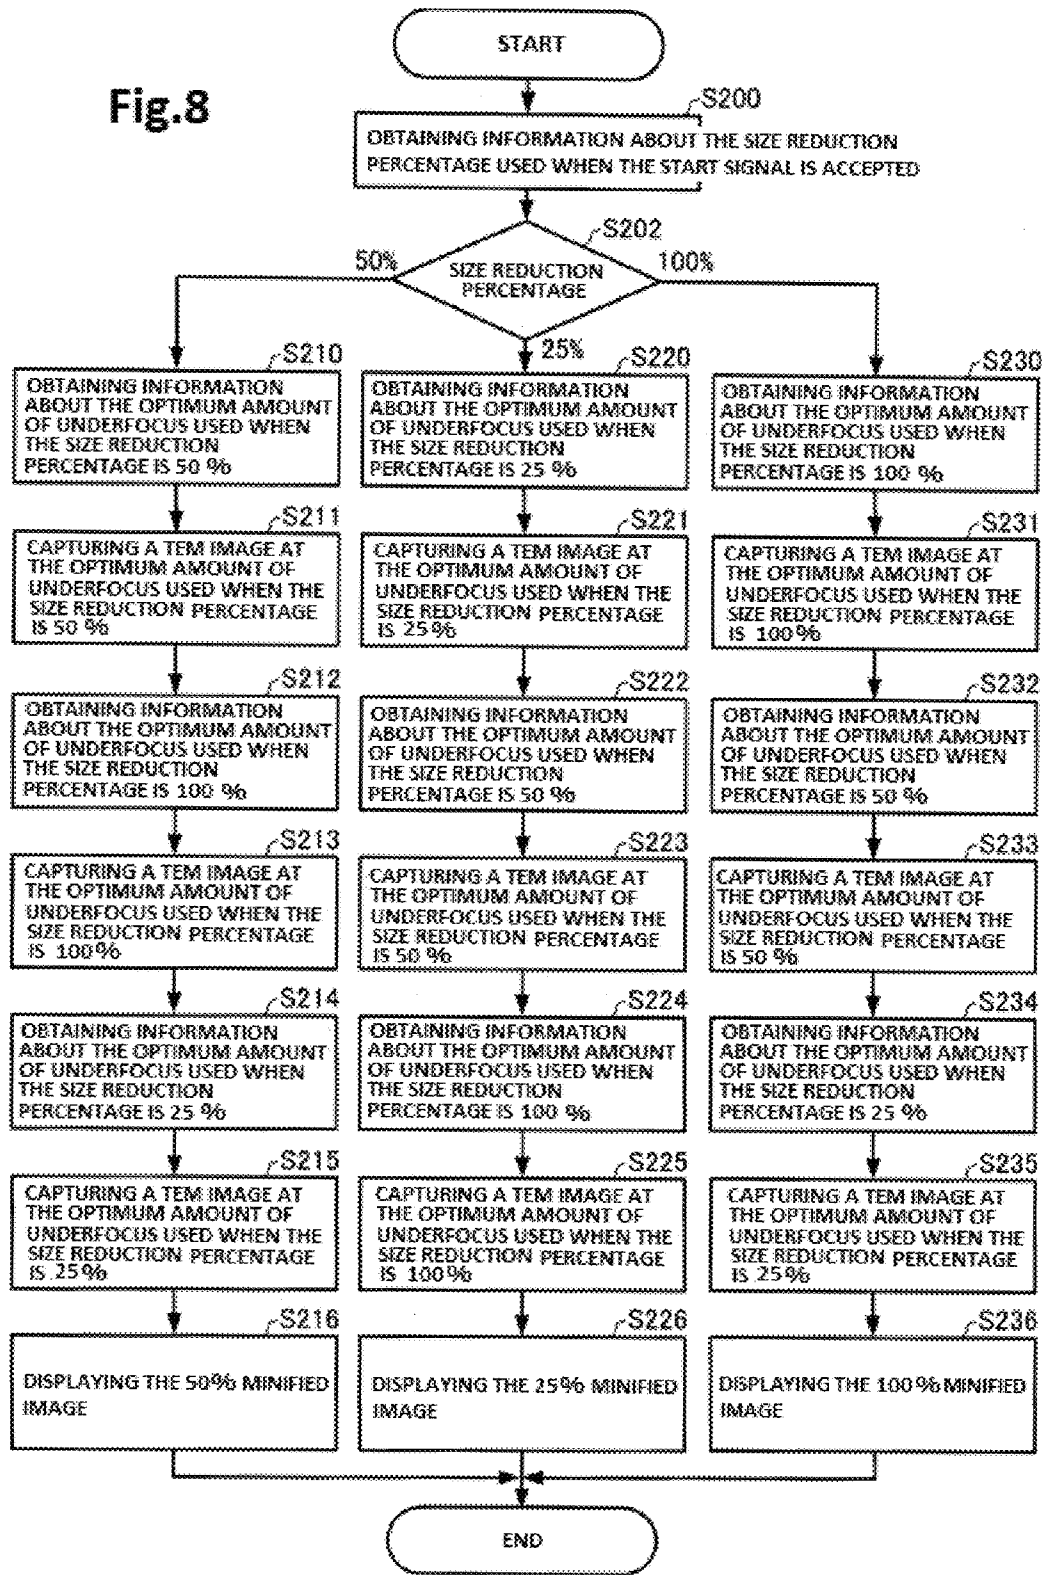 START
Fig.8
S200
OBTAINING INFORMATION ABOUT THE SIZE REDUCTION
PERCENTAGE USED WHEN THE START SIGNAL IS ACCEPTED
S202
50%
SIZE REDUCTION
PERCENTAGE
100%
25%
S210
OBTAINING INFORMATION
ABOUT THE OPTIMUM AMOUNT
OF UNDERFOCUS USED WHEN
THE SIZE REDUCTION
PERCENTAGE IS 50 %
S211
CAPTURING A TEM IMAGE AT
THE OPTIMUM AMOUNT OF
UNDERFOCUS USED WHEN THE
SIZE REDUCTION PERCENTAGE
IS 50 %
S212
OBTAINING INFORMATION
ABOUT THE OPTIMUM AMOUNT
OF UNDERFOCUS USED WHEN
THE SIZE REDUCTION
PERCENTAGE IS 100 %
S213
CAPTURING A TEM IMAGE AT
THE OPTIMUM AMOUNT OF
UNDERFOCUS USED WHEN THE
SIZE REDUCTION PERCENTAGE
IS 100%
S214
OBTAINING INFORMATION
ABOUT THE OPTIMUM AMOUNT
OF UNDERFOCUS USED WHEN
THE SIZE REDUCTION
PERCENTAGE IS 25 %
S215
CAPTURING A TEM IMAGE AT
THE OPTIMUM AMOUNT OF
UNDERFOCUS USED WHEN THE
SIZE REDUCTION PERCENTAGE
IS 25%
S216
DISPLAYING THE 50% MINIFIED
IMAGE
S220
OBTAINING INFORMATION
ABOUT THE OPTIMUM AMOUNT
OF UNDERFOCUS USED WHEN
THE SIZE REDUCTION
PERCENTAGE IS 25 %
S221
CAPTURING A TEM IMAGE AT
THE OPTIMUM AMOUNT OF
UNDERFOCUS USED WHEN THE
SIZE REDUCTION PERCENTAGE
IS 25%
S222
OBTAINING INFORMATION
ABOUT THE OPTIMUM AMOUNT
OF UNDERFOCUS USED WHEN
THE SIZE REDUCTION
PERCENTAGE IS 50 %
S223
CAPTURING A TEM IMAGE AT
THE OPTIMUM AMOUNT OF
UNDERFOCUS USED WHEN THE
SIZE REDUCTION PERCENTAGE
IS 50 %
S224
OBTAINING INFORMATION
ABOUT THE OPTIMUM AMOUNT
OF UNDERFOCUS USED WHEN
THE SIZE REDUCTION
PERCENTAGE IS 100 %
S225
CAPTURING A TEM IMAGE AT
THE OPTIMUM AMOUNT OF
UNDERFOCUS USED WHEN THE
SIZE REDUCTION PERCENTAGE
IS 100%
S226
DISPLAYING THE 25% MINIFIED
IMAGE
S230
OBTAINING INFORMATION
ABOUT THE OPTIMUM AMOUNT
OF UNDERFOCUS USED WHEN
THE SIZE REDUCTION
PERCENTAGE IS 100 %
S231
CAPTURING A TEM IMAGE AT
THE OPTIMUM AMOUNT OF
UNDERFOCUS USED WHEN THE
SIZE REDUCTION PERCENTAGE
IS 100%
S232
OBTAINING INFORMATION
ABOUT THE OPTIMUM AMOUNT
OF UNDERFOCUS USED WHEN
THE SIZE REDUCTION
PERCENTAGE IS 50 %
S233
CAPTURING A TEM IMAGE AT
THE OPTIMUM AMOUNT OF
UNDERFOCUS USED WHEN THE
SIZE REDUCTION PERCENTAGE
IS 50 %
S234
OBTAINING INFORMATION
ABOUT THE OPTIMUM AMOUNT
OF UNDERFOCUS USED WHEN
THE SIZE REDUCTION
PERCENTAGE IS 25 %
S235
CAPTURING A TEM IMAGE AT
THE OPTIMUM AMOUNT OF
UNDERFOCUS USED WHEN THE
SIZE REDUCTION PERCENTAGE
IS 25%
S236
DISPLAYING THE 100% MINIFIED
IMAGE
END